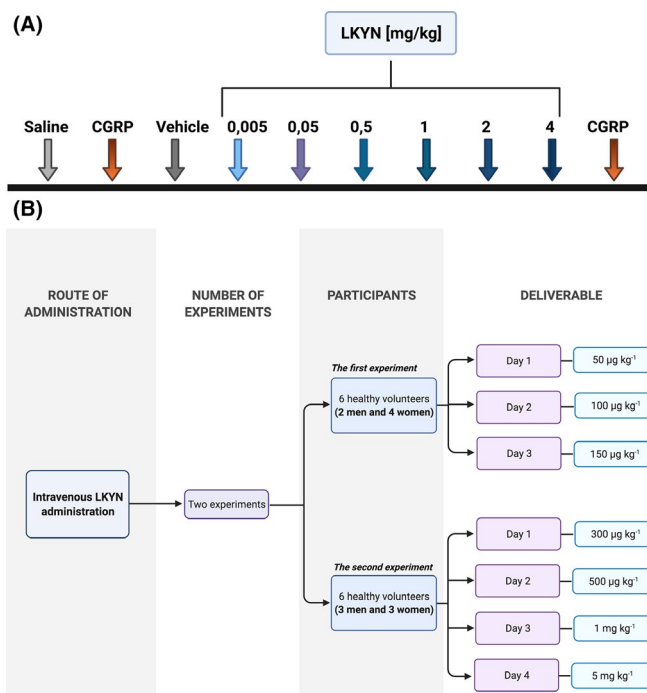 (A)
LKYN [mg/kg]
Saline CGRP Vehicle 0,005 0,05 0,5 1 2 4 CGRP
(B)
ROUTE OF
ADMINISTRATION
NUMBER OF
EXPERIMENTS
PARTICIPANTS
DELIVERABLE
Intravenous LKYN
administration
Two experiments
The first experiment
6 healthy volunteers
(2 men and 4 women)
Day 1 50 µg kg⁻¹
Day 2 100 µg kg⁻¹
Day 3 150 µg kg⁻¹
The second experiment
6 healthy volunteers
(3 men and 3 women)
Day 1 300 µg kg⁻¹
Day 2 500 µg kg⁻¹
Day 3 1 mg kg⁻¹
Day 4 5 mg kg⁻¹